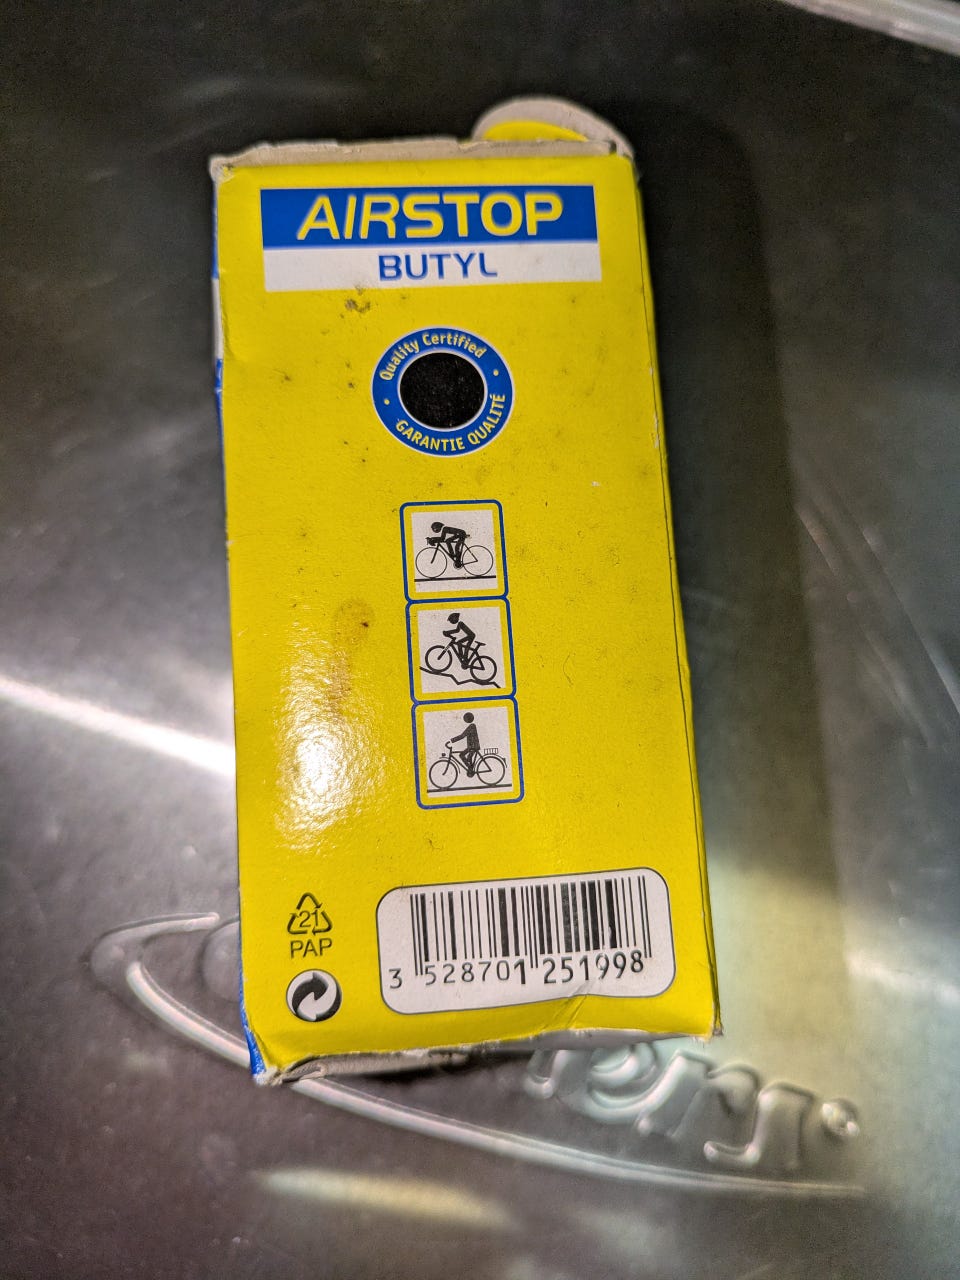 AIRSTOP
BUTYL
Quality Certified
GARANTIE QUALITÉ
21
PAP
3 528701 251998